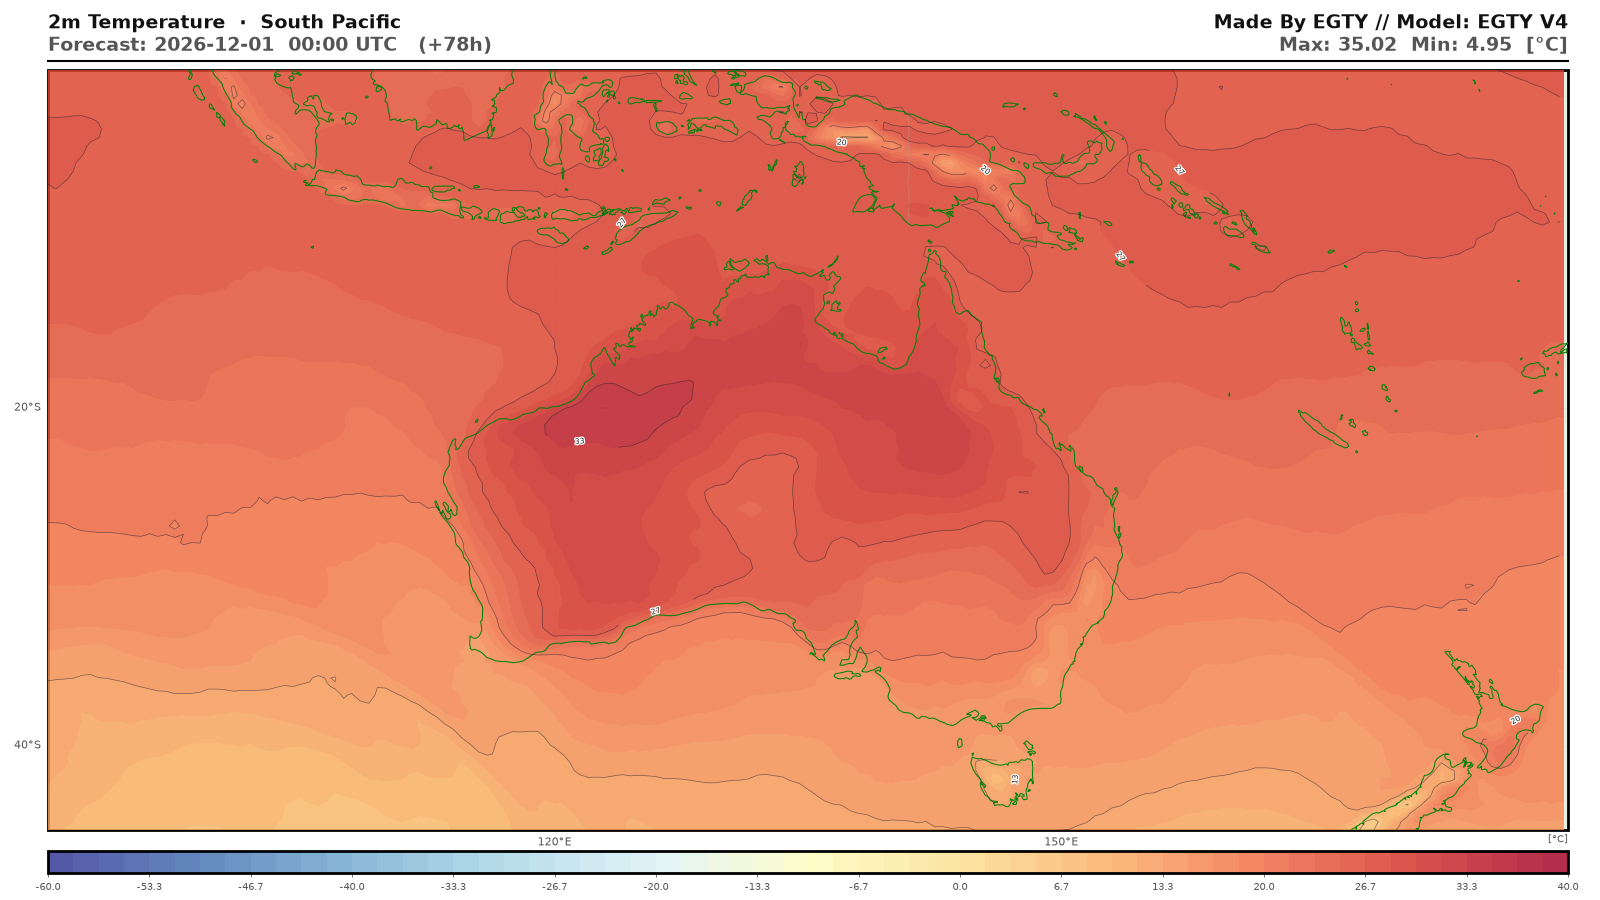 2m Temperature · South Pacific
Made By EGTY // Model: EGTY V4
Forecast: 2026-12-01 00:00 UTC (+78h)
Max: 35.02 Min: 4.95 [°C]
20
20
27
27
27
20°S
33
27
20
40°S
13
120°E
150°E
[°C]
-60.0 -53.3 -46.7 -40.0 -33.3 -26.7 -20.0 -13.3 -6.7 0.0 6.7 13.3 20.0 26.7 33.3 40.0